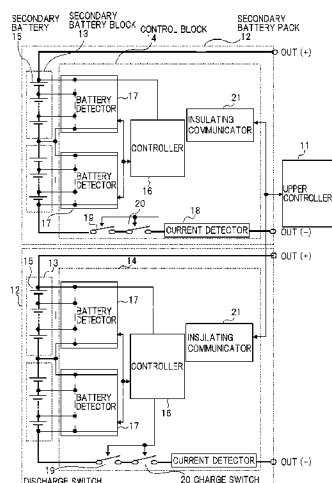 SECONDARY
BATTERY
15
SECONDARY
BATTERY BLOCK
13
CONTROL BLOCK
14
SECONDARY
BATTERY PACK
12
OUT (+)
BATTERY
DETECTOR
17
21
INSULATING
COMMUNICATOR
CONTROLLER
16
11
UPPER
CONTROLLER
BATTERY
DETECTOR
17
19
20
18
CURRENT DETECTOR
OUT (-)
OUT (+)
15
13
14
12
17
BATTERY
DETECTOR
21
INSULATING
COMMUNICATOR
CONTROLLER
16
BATTERY
DETECTOR
17
CURRENT DETECTOR
OUT (-)
19
20 CHARGE SWITCH
DISCHARGE SWITCH